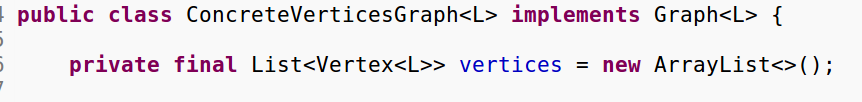 public class ConcreteVerticesGraph<L> implements Graph<L> {
private final List<Vertex<L>> vertices = new ArrayList<>();